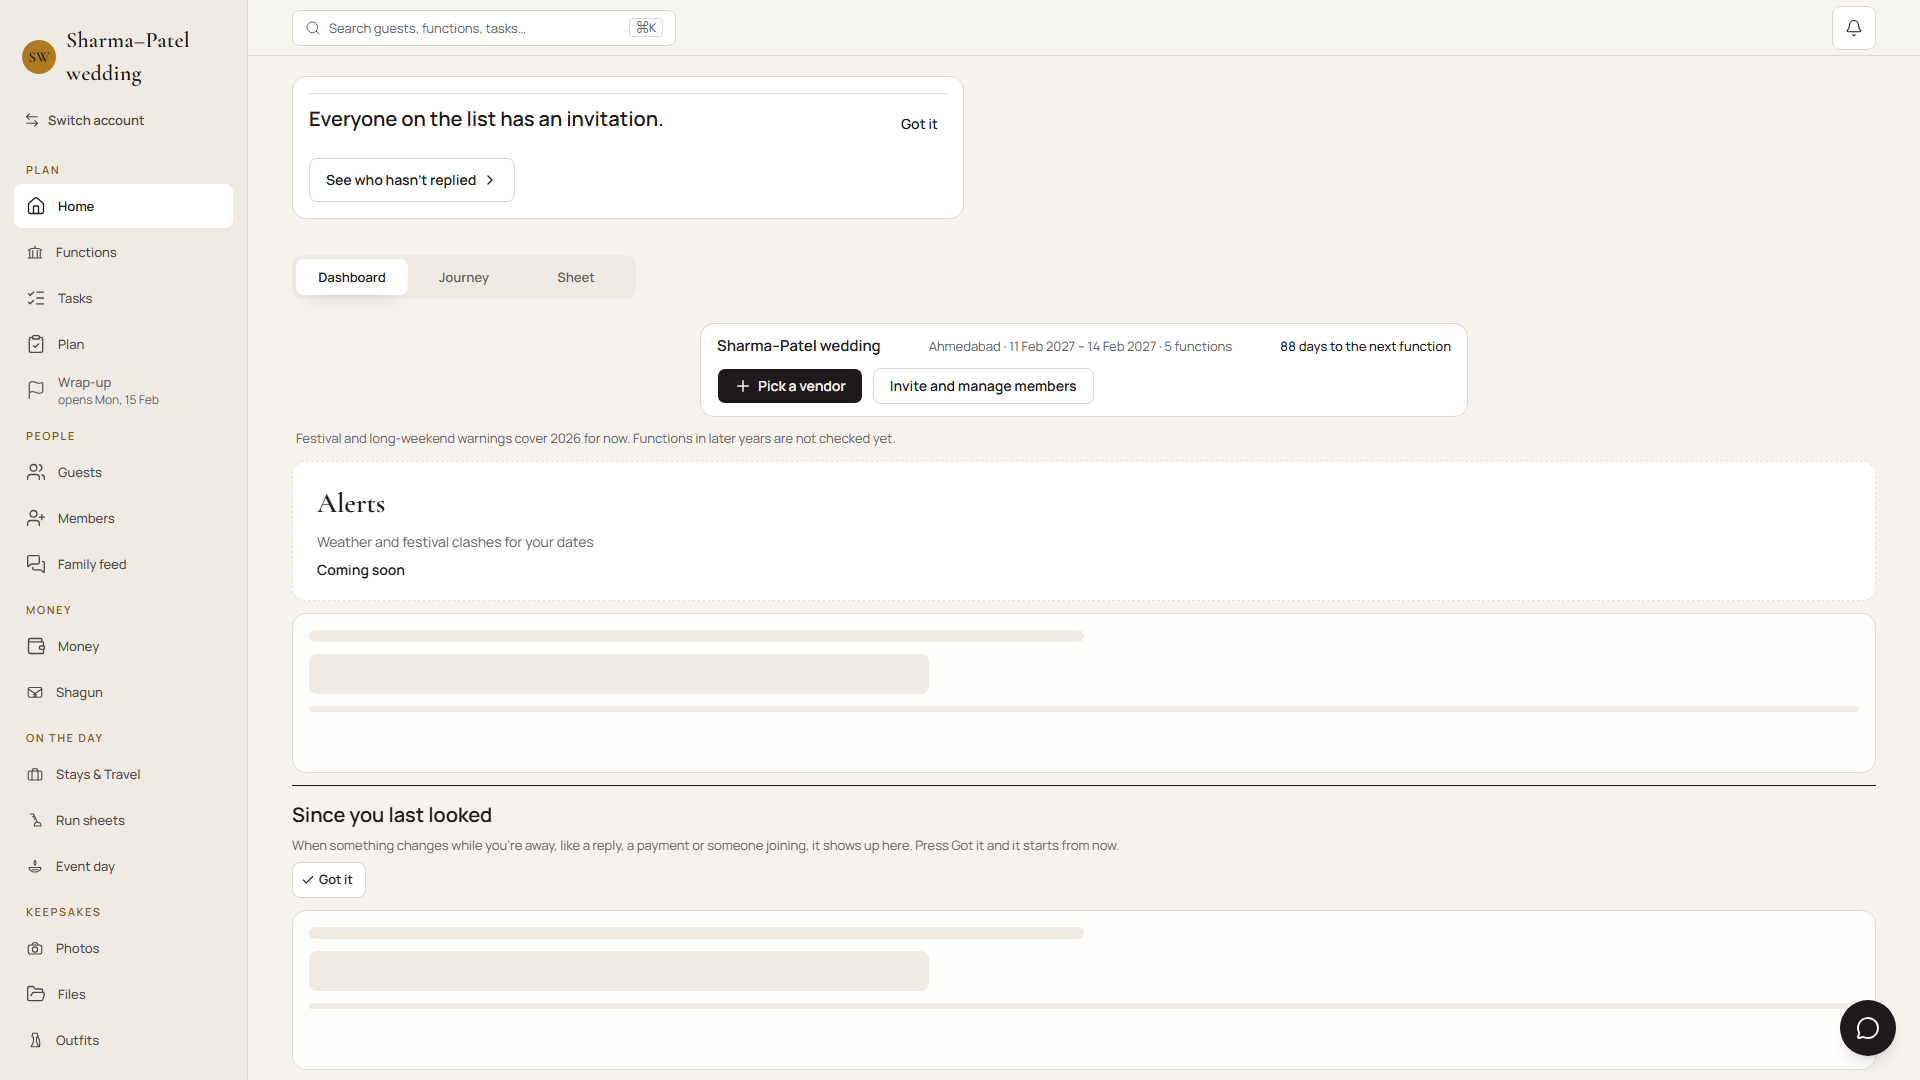 SW
Sharma–Patel
wedding
Switch account
PLAN
Home
Functions
Tasks
Plan
Wrap-up
opens Mon, 15 Feb
PEOPLE
Guests
Members
Family feed
MONEY
Money
Shagun
ON THE DAY
Stays & Travel
Run sheets
Event day
KEEPSAKES
Photos
Files
Outfits
Search guests, functions, tasks…
⌘K
Everyone on the list has an invitation.
Got it
See who hasn't replied
Dashboard
Journey
Sheet
Sharma–Patel wedding
Ahmedabad · 11 Feb 2027 – 14 Feb 2027 · 5 functions
88 days to the next function
Pick a vendor
Invite and manage members
Festival and long-weekend warnings cover 2026 for now. Functions in later years are not checked yet.
Alerts
Weather and festival clashes for your dates
Coming soon
Since you last looked
When something changes while you're away, like a reply, a payment or someone joining, it shows up here. Press Got it and it starts from now.
Got it